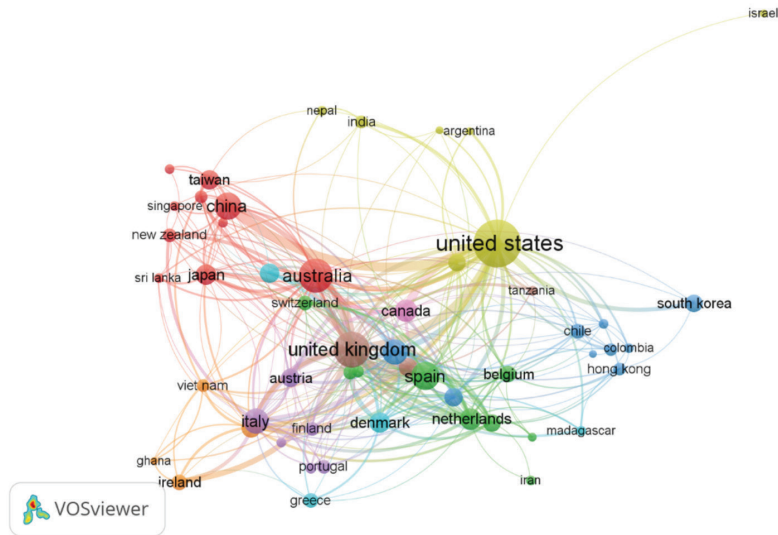 israel
nepal
india
argentina
taiwan
singapore
china
new zealand
united states
sri lanka
japan
australia
switzerland
tanzania
canada
south korea
chile
colombia
united kingdom
hong kong
viet nam
austria
spain
belgium
italy
finland
denmark
netherlands
madagascar
ghana
portugal
ireland
iran
greece
VOSviewer